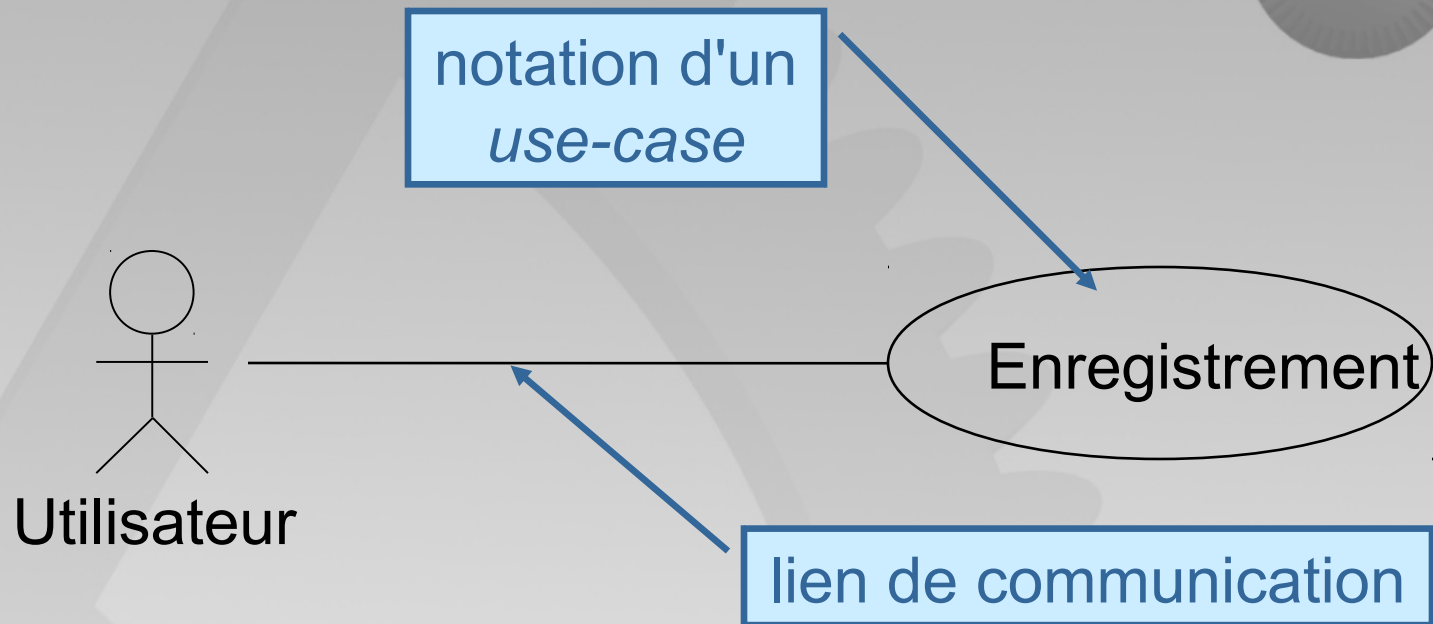 notation d'un
use-case
Enregistrement
Utilisateur
lien de communication